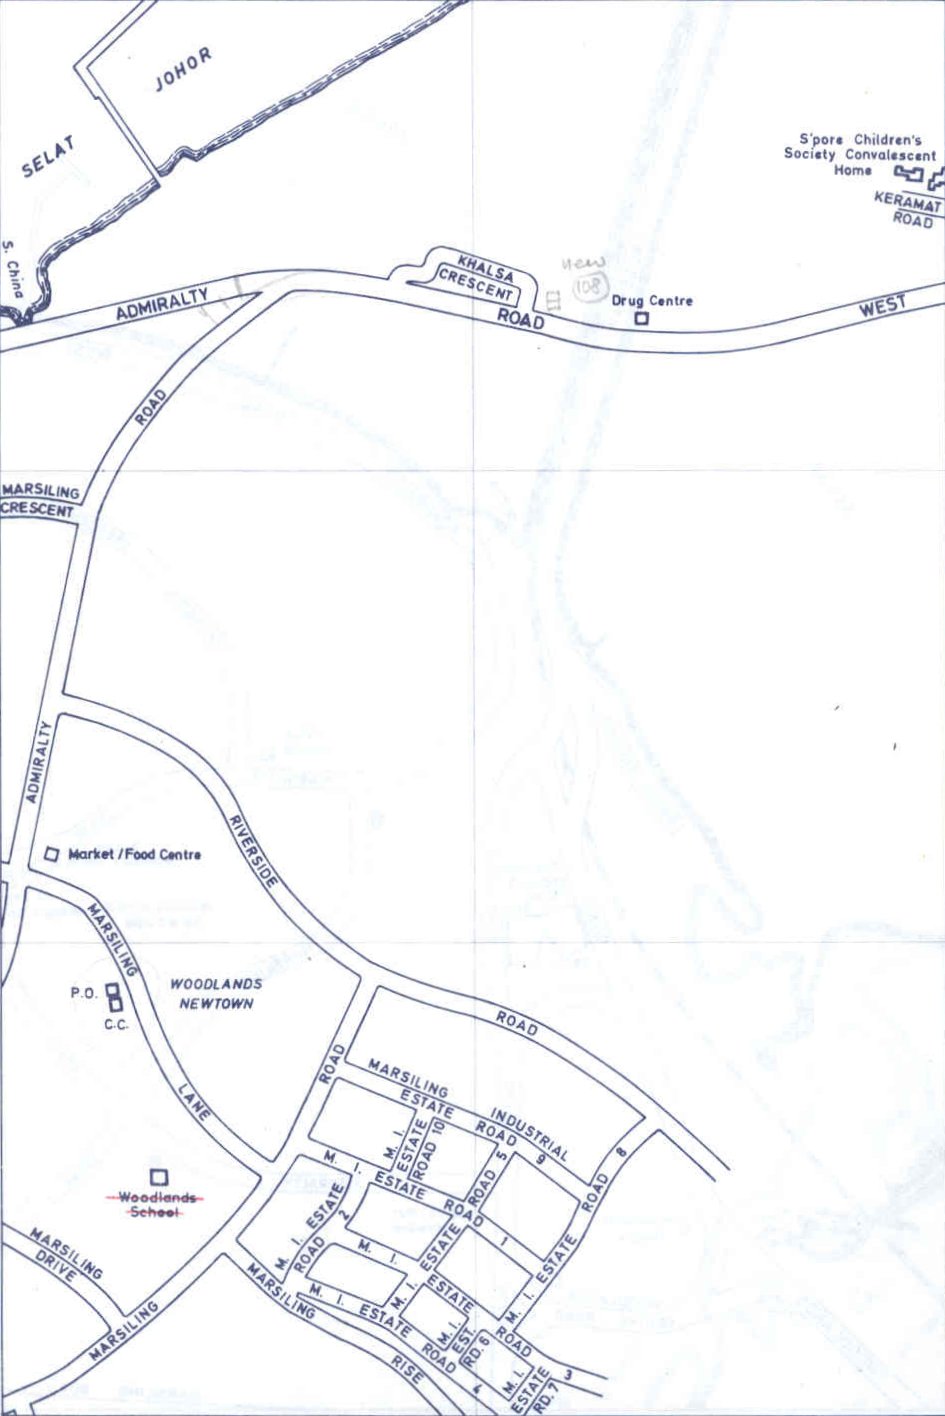 JOHOR
SELAT
S. China
S'pore Children's
Society Convalescent
Home
KERAMAT
ROAD
KHALSA
CRESCENT
new
108
Drug Centre
ADMIRALTY
ROAD
WEST
ROAD
MARSILING
CRESCENT
ADMIRALTY
RIVERSIDE
Market / Food Centre
MARSILING
WOODLANDS
NEWTOWN
P.O.
C.C.
ROAD
ROAD
LANE
MARSILING
INDUSTRIAL
ESTATE
ROAD
9
M. I.
ESTATE
ROAD 10
M. I.
ESTATE
ROAD
1
M. I.
ESTATE
ROAD 5
M. I.
ESTATE
ROAD
8
Woodlands
School
M. I.
ESTATE
ROAD
2
M. I.
ESTATE
ROAD
3
MARSILING
DRIVE
MARSILING
MARSILING
RISE
M. I.
ESTATE
ROAD
4
M. I.
EST.
RD. 6
M. I.
ESTATE
RD. 7